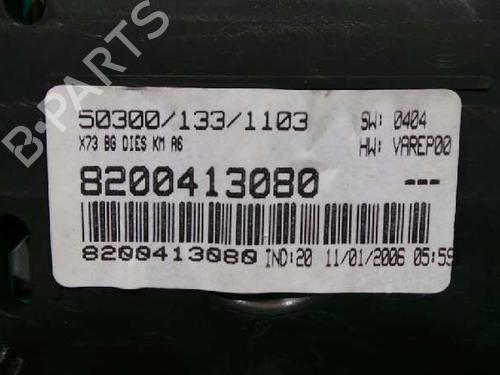 B-PARTS
50300/133/1103 SW: 0404
X73 BG DIES KM A6 HW: VAREP00
8200413080 ---
8200413080 IND:20 11/01/2006 05:59